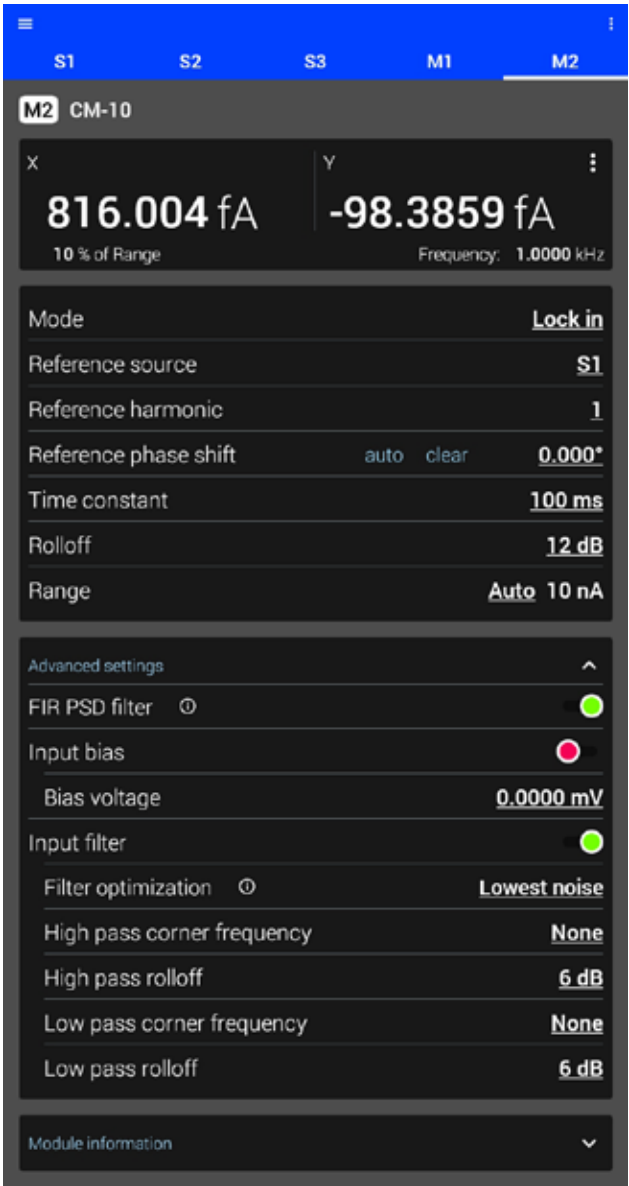 S1 S2 S3 M1 M2
M2 CM-10
X Y
816.004 fA -98.3859 fA
10 % of Range Frequency: 1.0000 kHz
Mode Lock in
Reference source S1
Reference harmonic 1
Reference phase shift auto clear 0.000°
Time constant 100 ms
Rolloff 12 dB
Range Auto 10 nA
Advanced settings
FIR PSD filter
Input bias
Bias voltage 0.0000 mV
Input filter
Filter optimization Lowest noise
High pass corner frequency None
High pass rolloff 6 dB
Low pass corner frequency None
Low pass rolloff 6 dB
Module information